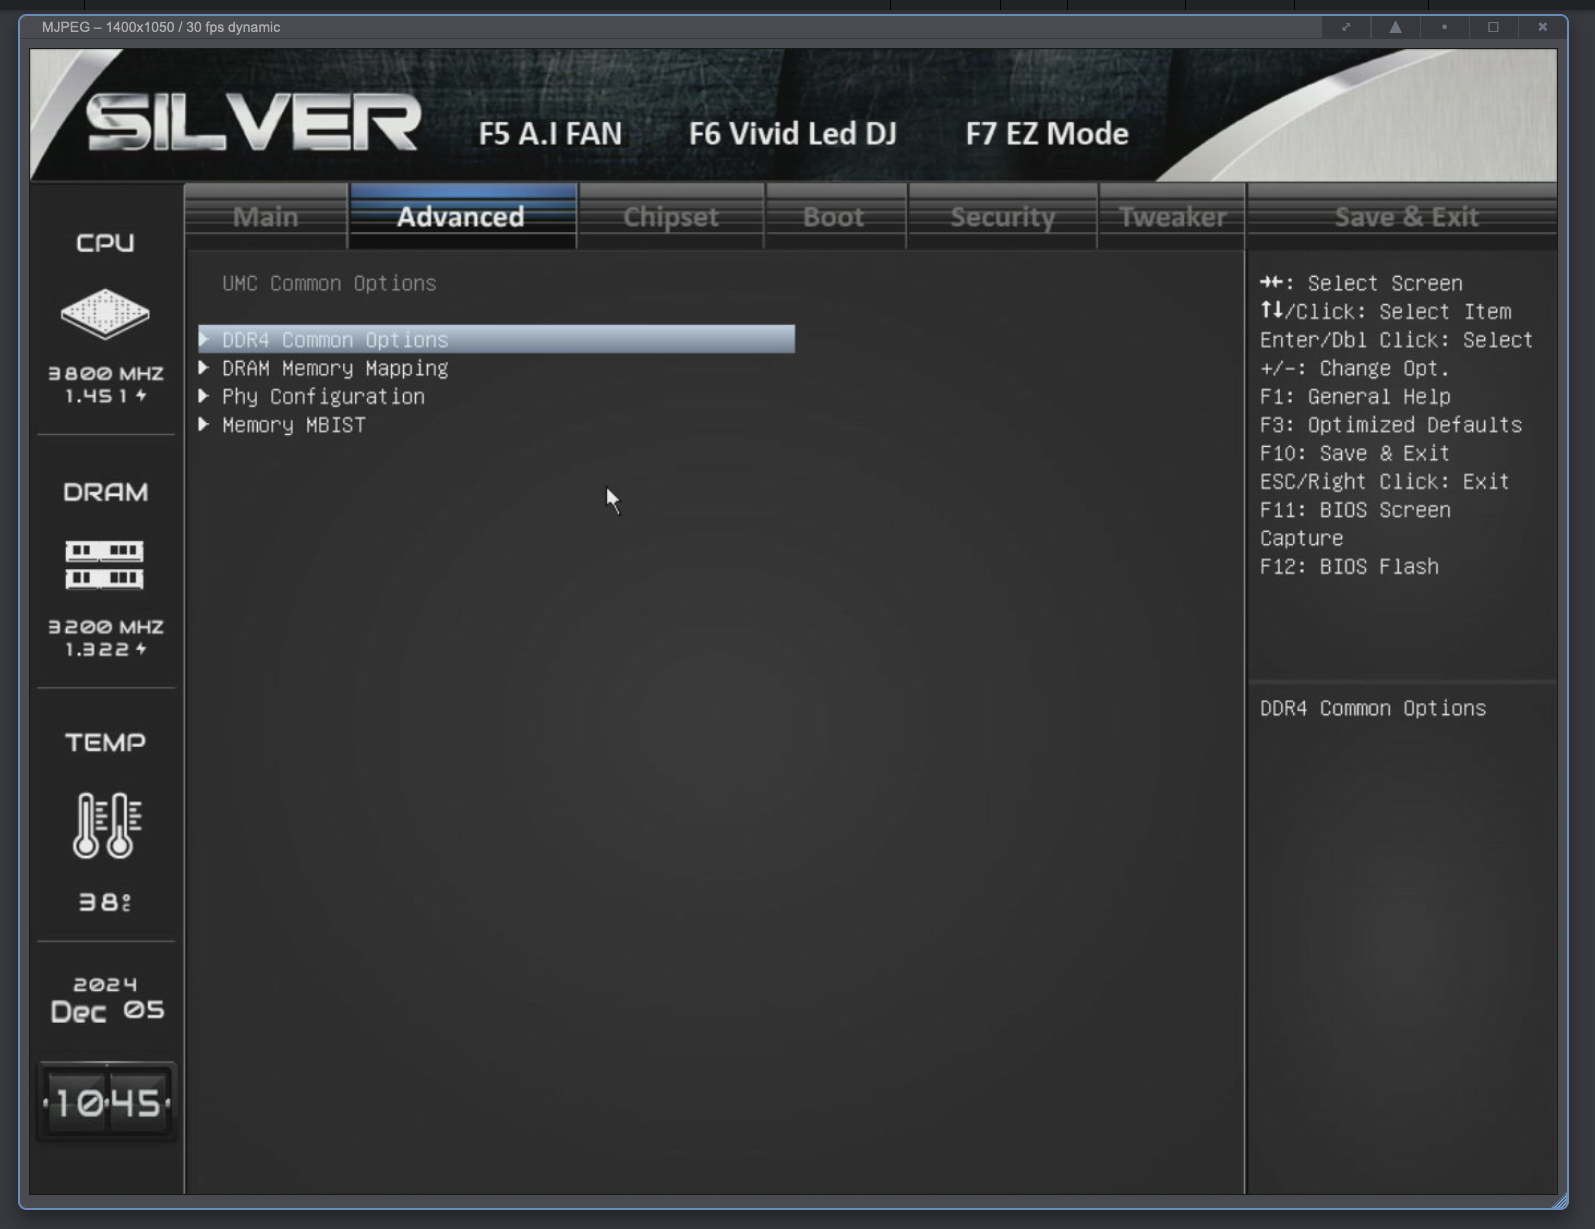 MJPEG – 1400x1050 / 30 fps dynamic
SILVER
F5 A.I FAN
F6 Vivid Led DJ
F7 EZ Mode
Main
Advanced
Chipset
Boot
Security
Tweaker
Save & Exit
CPU
3800 MHZ
1.451
DRAM
3200 MHZ
1.322
TEMP
38°C
2024
Dec 05
10:45
UMC Common Options
DDR4 Common Options
DRAM Memory Mapping
Phy Configuration
Memory MBIST
→←: Select Screen
↑↓/Click: Select Item
Enter/Dbl Click: Select
+/-: Change Opt.
F1: General Help
F3: Optimized Defaults
F10: Save & Exit
ESC/Right Click: Exit
F11: BIOS Screen
Capture
F12: BIOS Flash
DDR4 Common Options